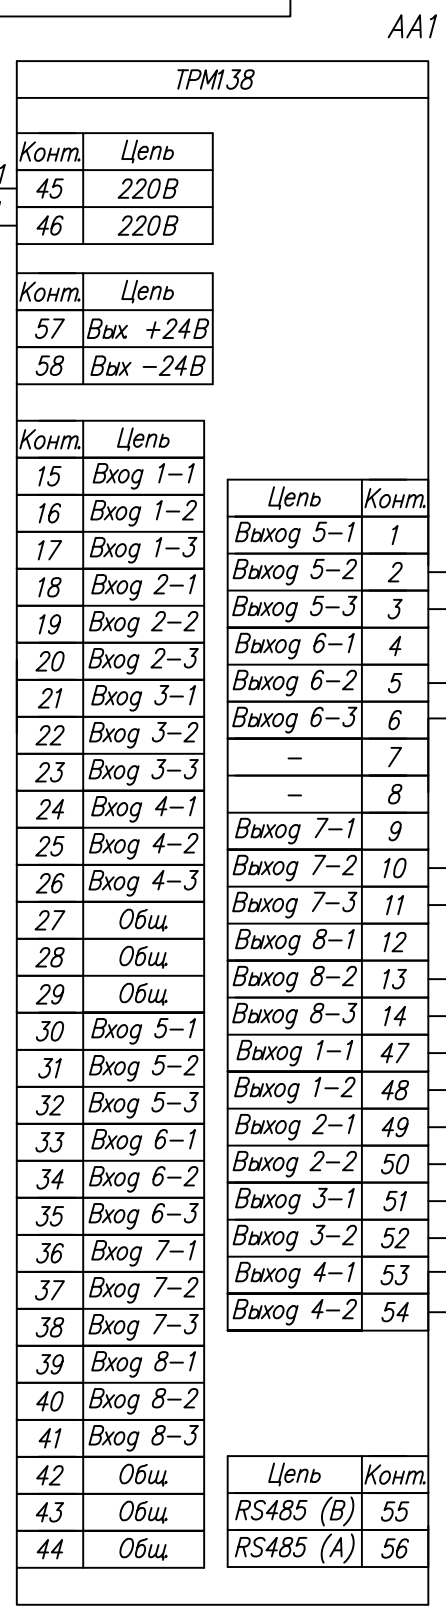 AA1
ТРМ138
Конт. Цепь
45 220В
46 220В
Конт. Цепь
57 Вых. +24В
58 Вых −24В
Конт. Цепь
15 Вход 1−1
16 Вход 1−2
17 Вход 1−3
18 Вход 2−1
19 Вход 2−2
20 Вход 2−3
21 Вход 3−1
22 Вход 3−2
23 Вход 3−3
24 Вход 4−1
25 Вход 4−2
26 Вход 4−3
27 Общ.
28 Общ.
29 Общ.
30 Вход 5−1
31 Вход 5−2
32 Вход 5−3
33 Вход 6−1
34 Вход 6−2
35 Вход 6−3
36 Вход 7−1
37 Вход 7−2
38 Вход 7−3
39 Вход 8−1
40 Вход 8−2
41 Вход 8−3
42 Общ.
43 Общ.
44 Общ.
Цепь Конт.
Выход 5−1 1
Выход 5−2 2
Выход 5−3 3
Выход 6−1 4
Выход 6−2 5
Выход 6−3 6
− 7
− 8
Выход 7−1 9
Выход 7−2 10
Выход 7−3 11
Выход 8−1 12
Выход 8−2 13
Выход 8−3 14
Выход 1−1 47
Выход 1−2 48
Выход 2−1 49
Выход 2−2 50
Выход 3−1 51
Выход 3−2 52
Выход 4−1 53
Выход 4−2 54
Цепь Конт.
RS485 (B) 55
RS485 (A) 56